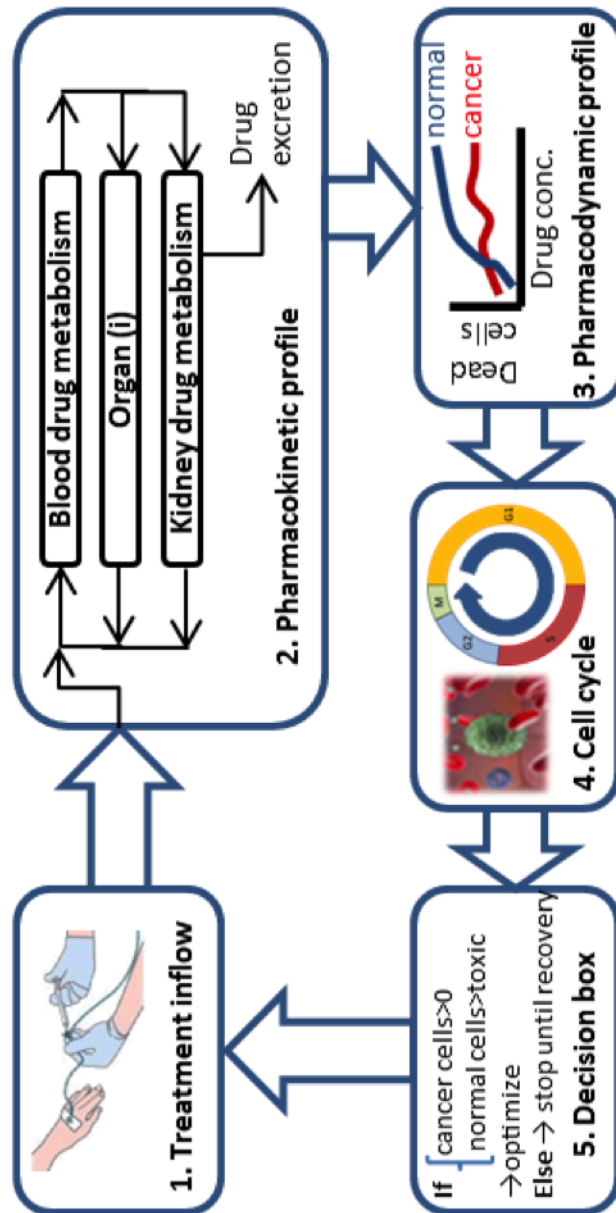 1. Treatment inflow
Blood drug metabolism
Organ (i)
Kidney drug metabolism
Drug
excretion
2. Pharmacokinetic profile
normal
cancer
Dead
cells
Drug conc.
3. Pharmacodynamic profile
M
G2
G1
S
4. Cell cycle
If
cancer cells>0
normal cells>toxic
→optimize
Else → stop until recovery
5. Decision box